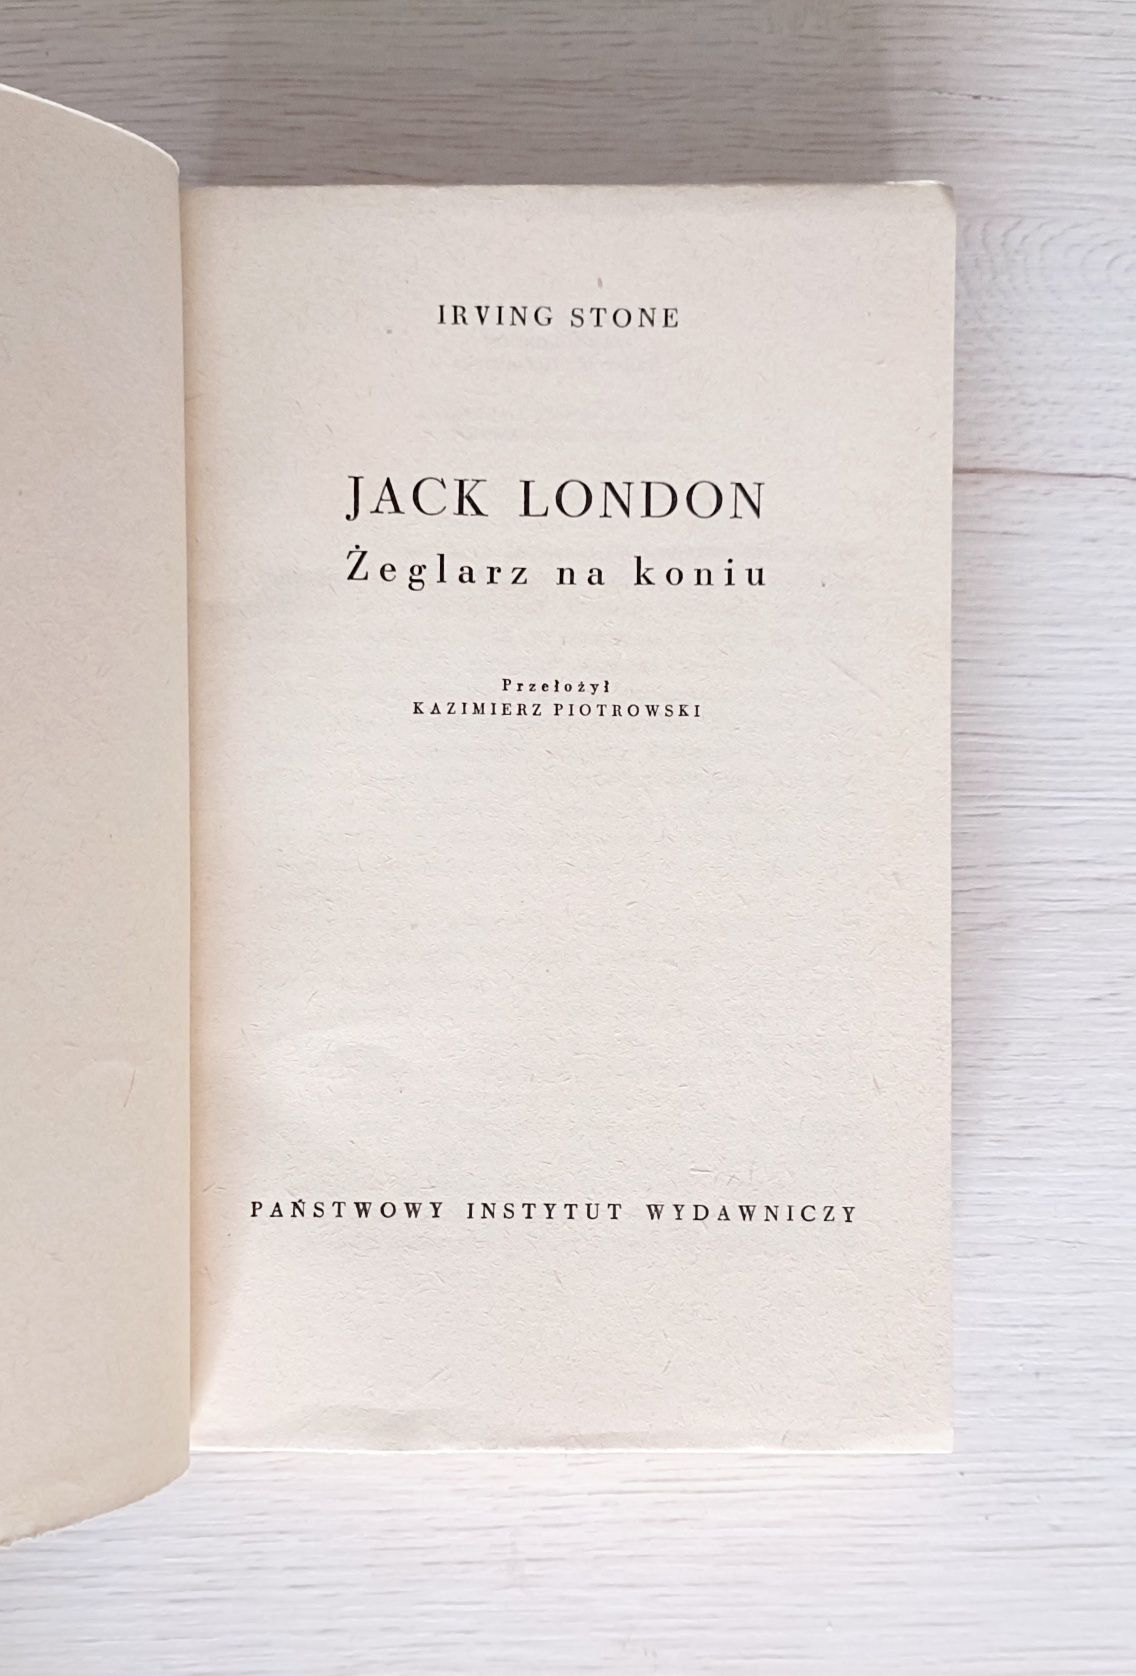 IRVING STONE
JACK LONDON
Żeglarz na koniu
Przełożył
KAZIMIERZ PIOTROWSKI
PAŃSTWOWY INSTYTUT WYDAWNICZY